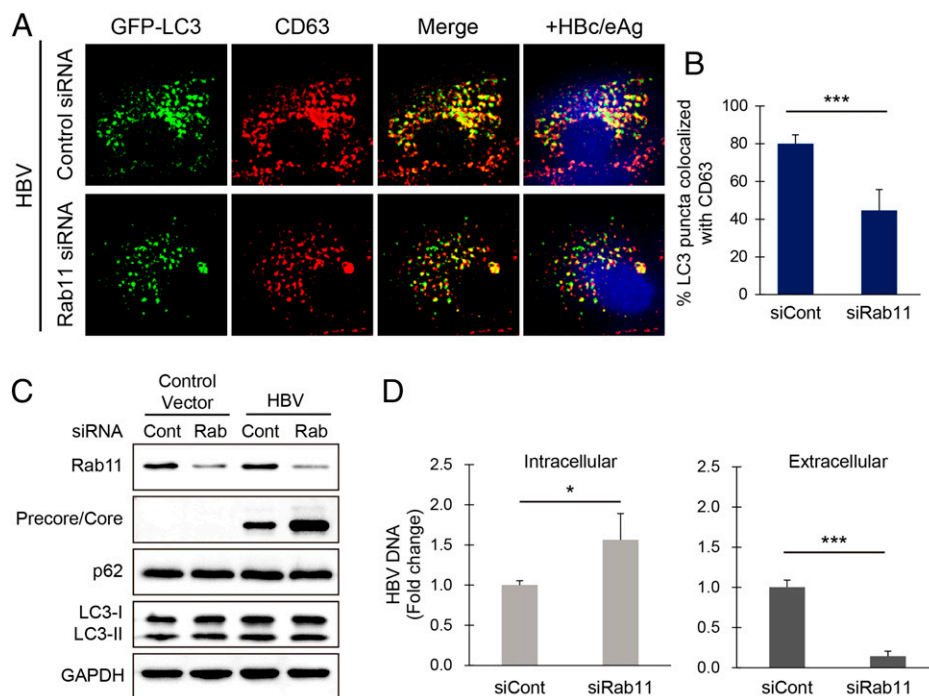 A
GFP-LC3 CD63 Merge +HBc/eAg
HBV
Control siRNA
Rab11 siRNA
B
***
100
80
60
40
20
0
% LC3 puncta colocalized
with CD63
siCont siRab11
C
Control
Vector
HBV
siRNA Cont Rab Cont Rab
Rab11
Precore/Core
p62
LC3-I
LC3-II
GAPDH
D
Intracellular
*
2.5
2.0
1.5
1.0
0.5
0.0
HBV DNA
(Fold change)
siCont siRab11
Extracellular
***
2.5
2.0
1.5
1.0
0.5
0.0
siCont siRab11